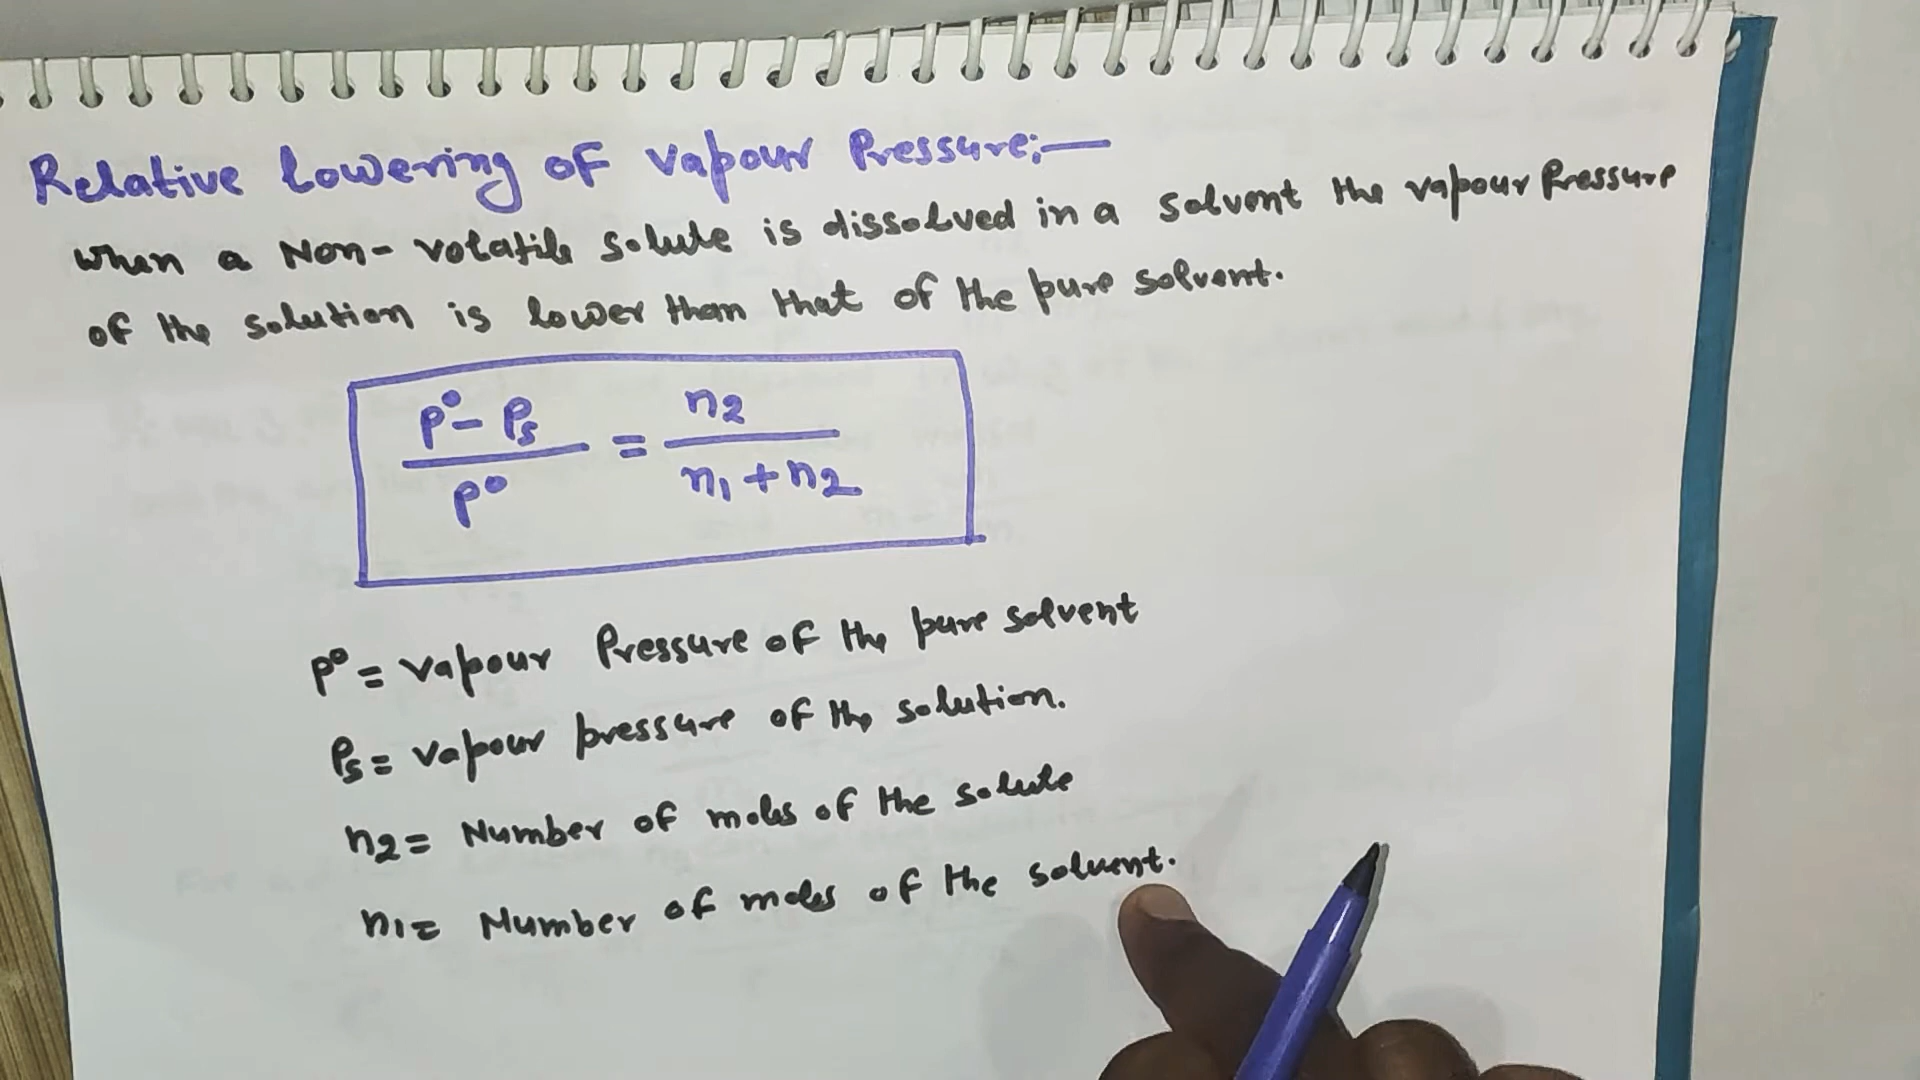 Relative lowering of Vapour Pressure:—
When a Non-volatile solute is dissolved in a solvent the vapour Pressure
of the solution is lower than that of the pure solvent.
P° - Ps / P° = n2 / n1 + n2
P° = vapour Pressure of the pure solvent
Ps = vapour pressure of the solution.
n2 = Number of moles of the solute
n1 = Number of moles of the solvent.